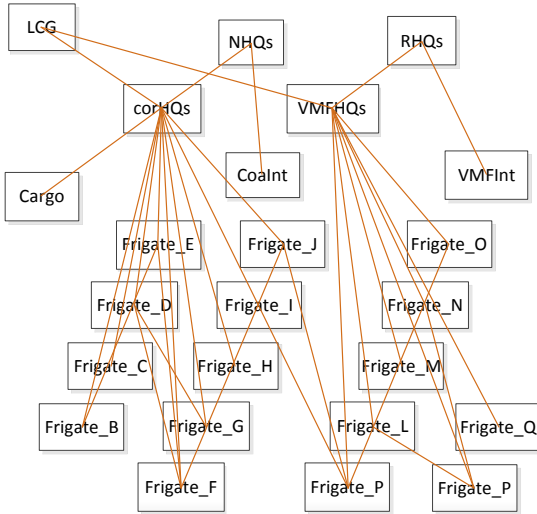 LCG
NHQs
RHQs
corHQs
VMFHQs
CoaInt
VMFInt
Cargo
Frigate_E
Frigate_J
Frigate_O
Frigate_D
Frigate_I
Frigate_N
Frigate_C
Frigate_H
Frigate_M
Frigate_B
Frigate_G
Frigate_L
Frigate_Q
Frigate_F
Frigate_P
Frigate_P